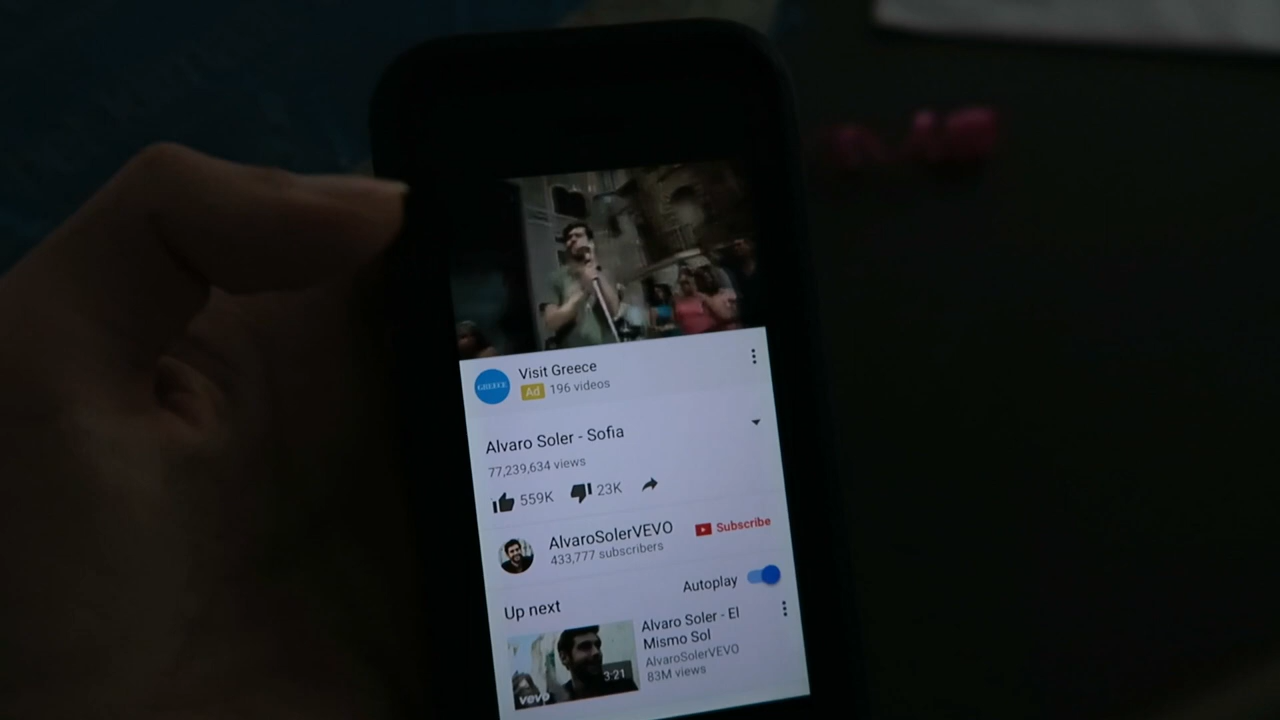 GREECE
Visit Greece
Ad 196 videos
Alvaro Soler - Sofia
77,239,634 views
559K 23K
AlvaroSolerVEVO
433,777 subscribers
Subscribe
Autoplay
Up next
Alvaro Soler - El
Mismo Sol
AlvaroSolerVEVO
83M views
3:21
vevo